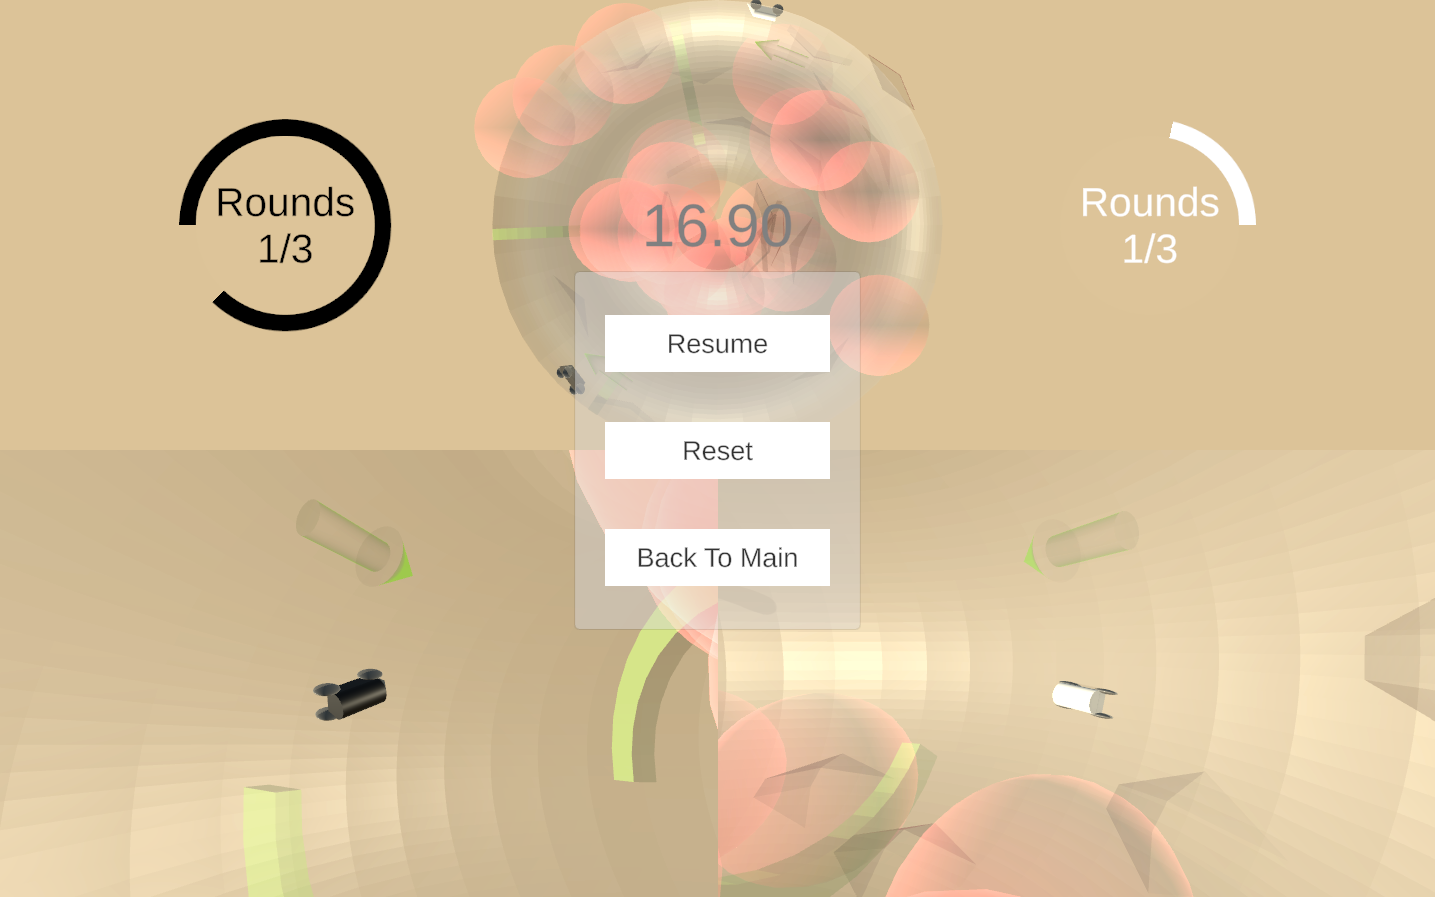 Rounds
1/3
16.90
Rounds
1/3
Resume
Reset
Back To Main